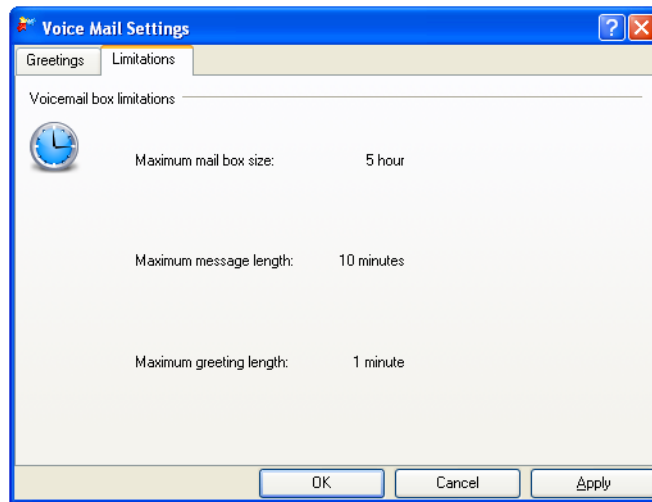 Voice Mail Settings
Greetings Limitations
Voicemail box limitations
Maximum mail box size: 5 hour
Maximum message length: 10 minutes
Maximum greeting length: 1 minute
OK Cancel Apply